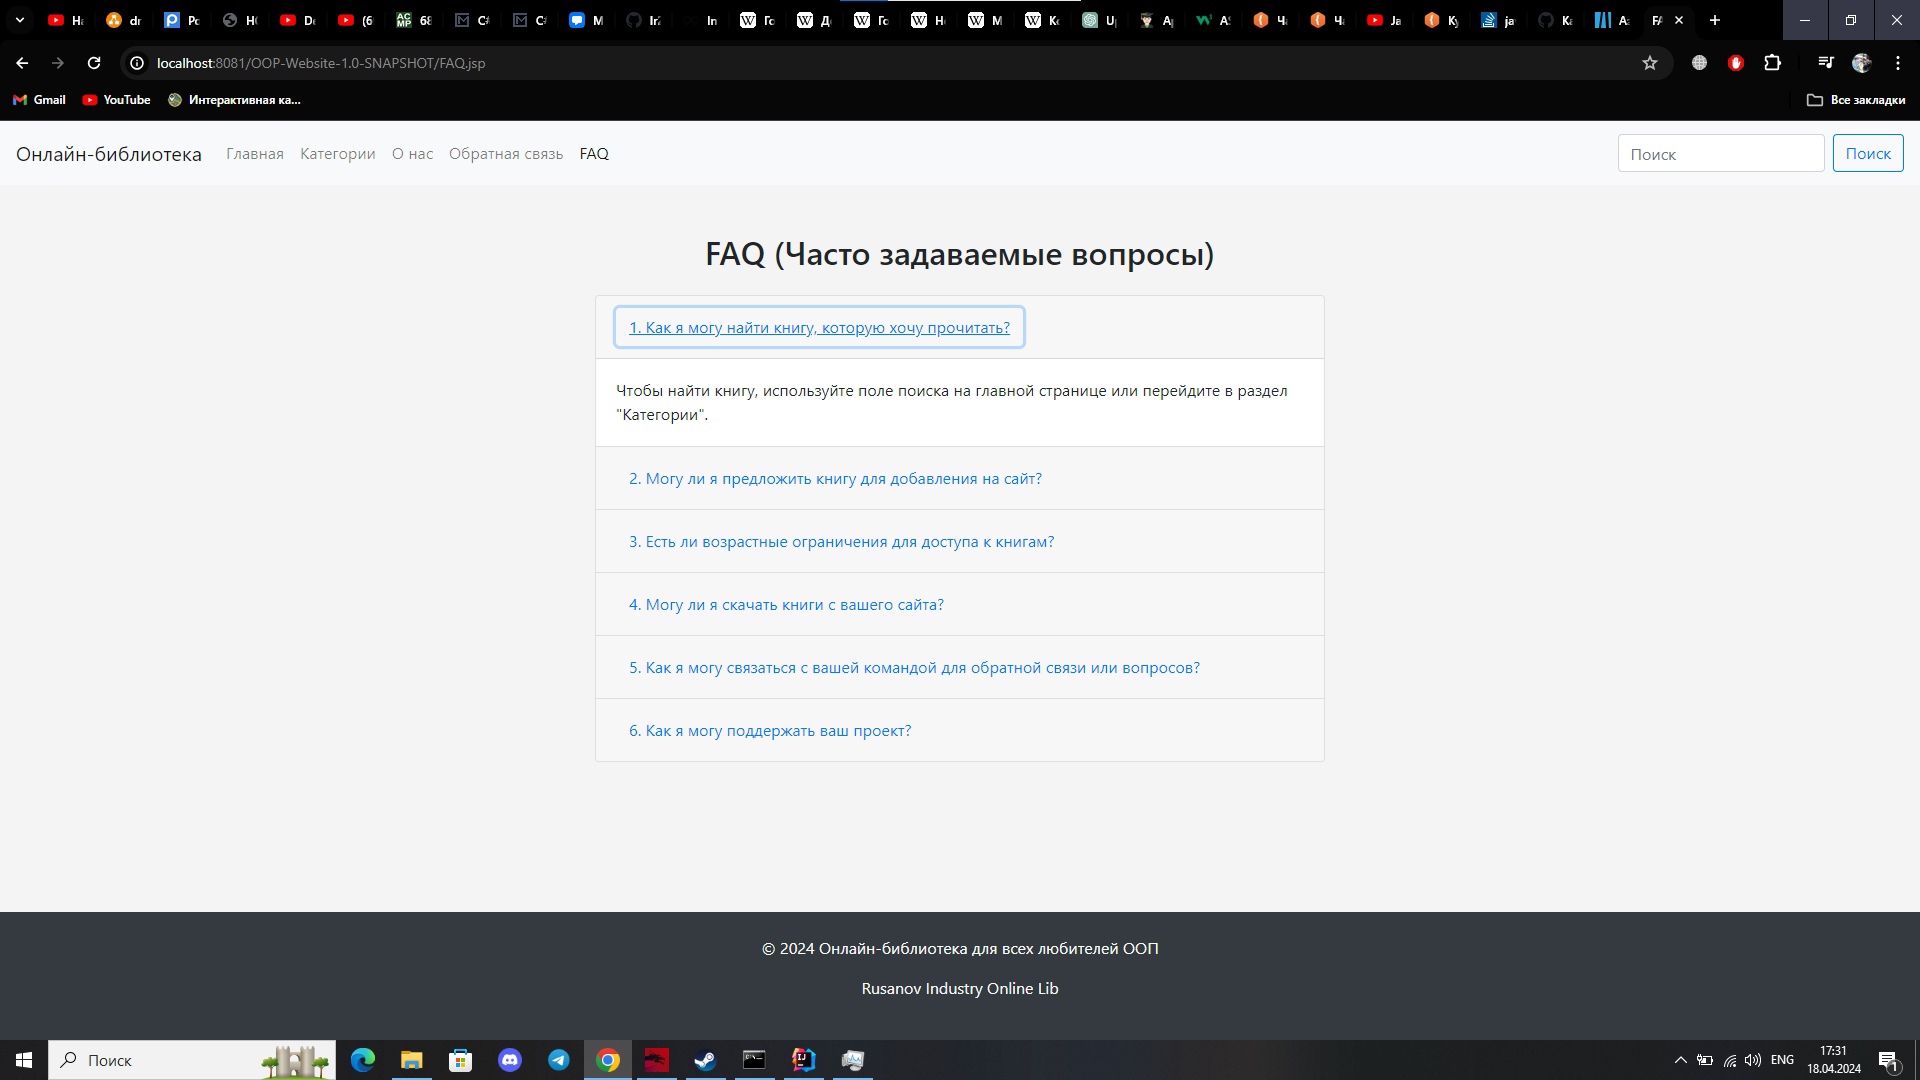 localhost:8081/OOP-Website-1.0-SNAPSHOT/FAQ.jsp
Gmail
YouTube
Интерактивная ка...
Все закладки
Онлайн-библиотека
Главная
Категории
О нас
Обратная связь
FAQ
Поиск
Поиск
FAQ (Часто задаваемые вопросы)
1. Как я могу найти книгу, которую хочу прочитать?
Чтобы найти книгу, используйте поле поиска на главной странице или перейдите в раздел
"Категории".
2. Могу ли я предложить книгу для добавления на сайт?
3. Есть ли возрастные ограничения для доступа к книгам?
4. Могу ли я скачать книги с вашего сайта?
5. Как я могу связаться с вашей командой для обратной связи или вопросов?
6. Как я могу поддержать ваш проект?
© 2024 Онлайн-библиотека для всех любителей ООП
Rusanov Industry Online Lib
Поиск
ENG
17:31
18.04.2024
1